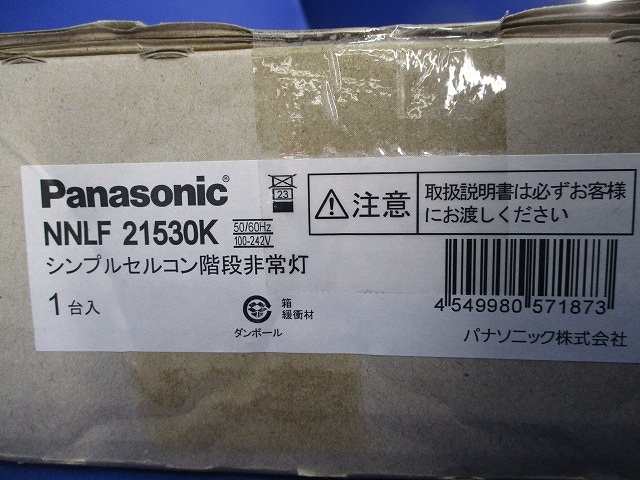 Panasonic®
NNLF 21530K
50/60Hz
100-242V
23
シンプルセルコン階段非常灯
1台入
箱
緩衝材
ダンボール
注意
取扱説明書は必ずお客様
にお渡しください
4 549980 571873
パナソニック株式会社